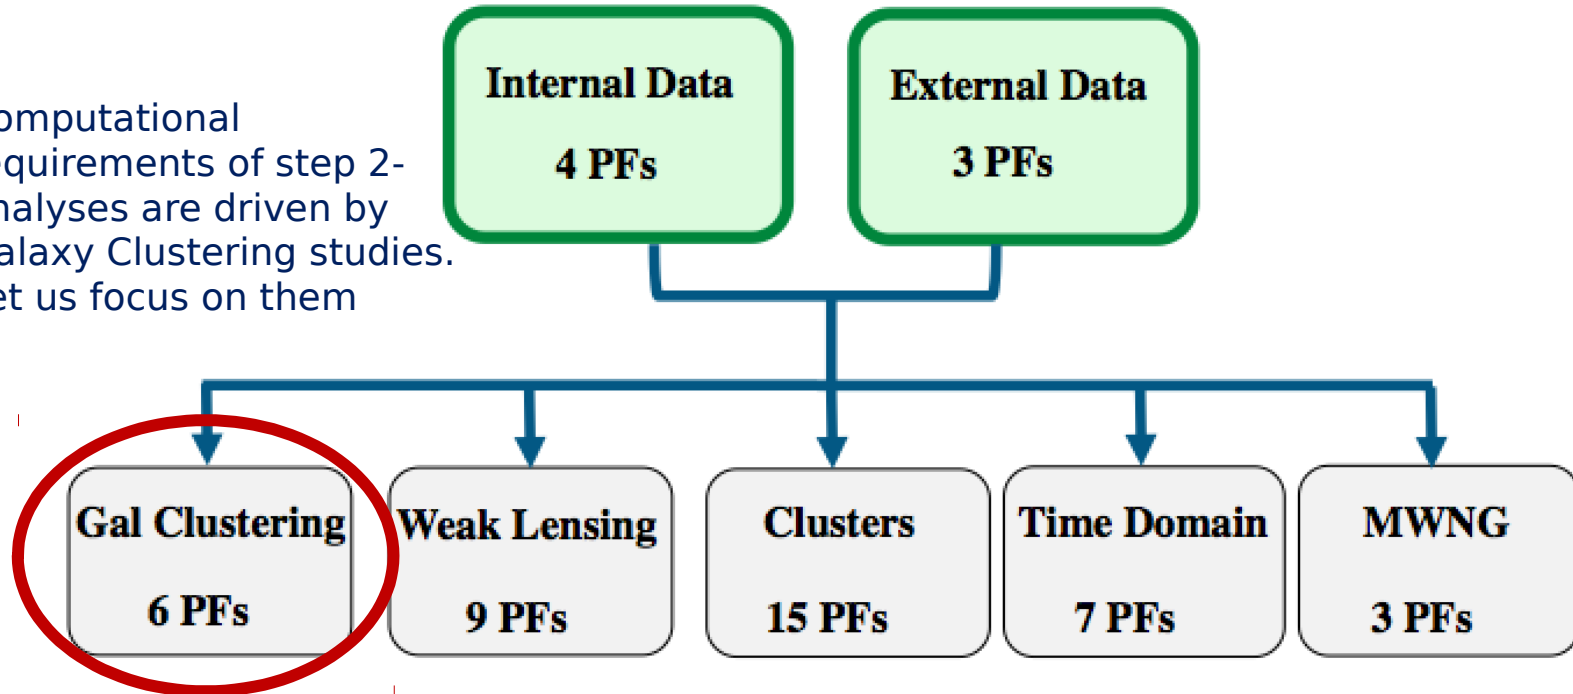 Internal Data
4 PFs
External Data
3 PFs
omputational
equirements of step 2-
nalyses are driven by
alaxy Clustering studies.
et us focus on them
Gal Clustering
6 PFs
Weak Lensing
9 PFs
Clusters
15 PFs
Time Domain
7 PFs
MWNG
3 PFs